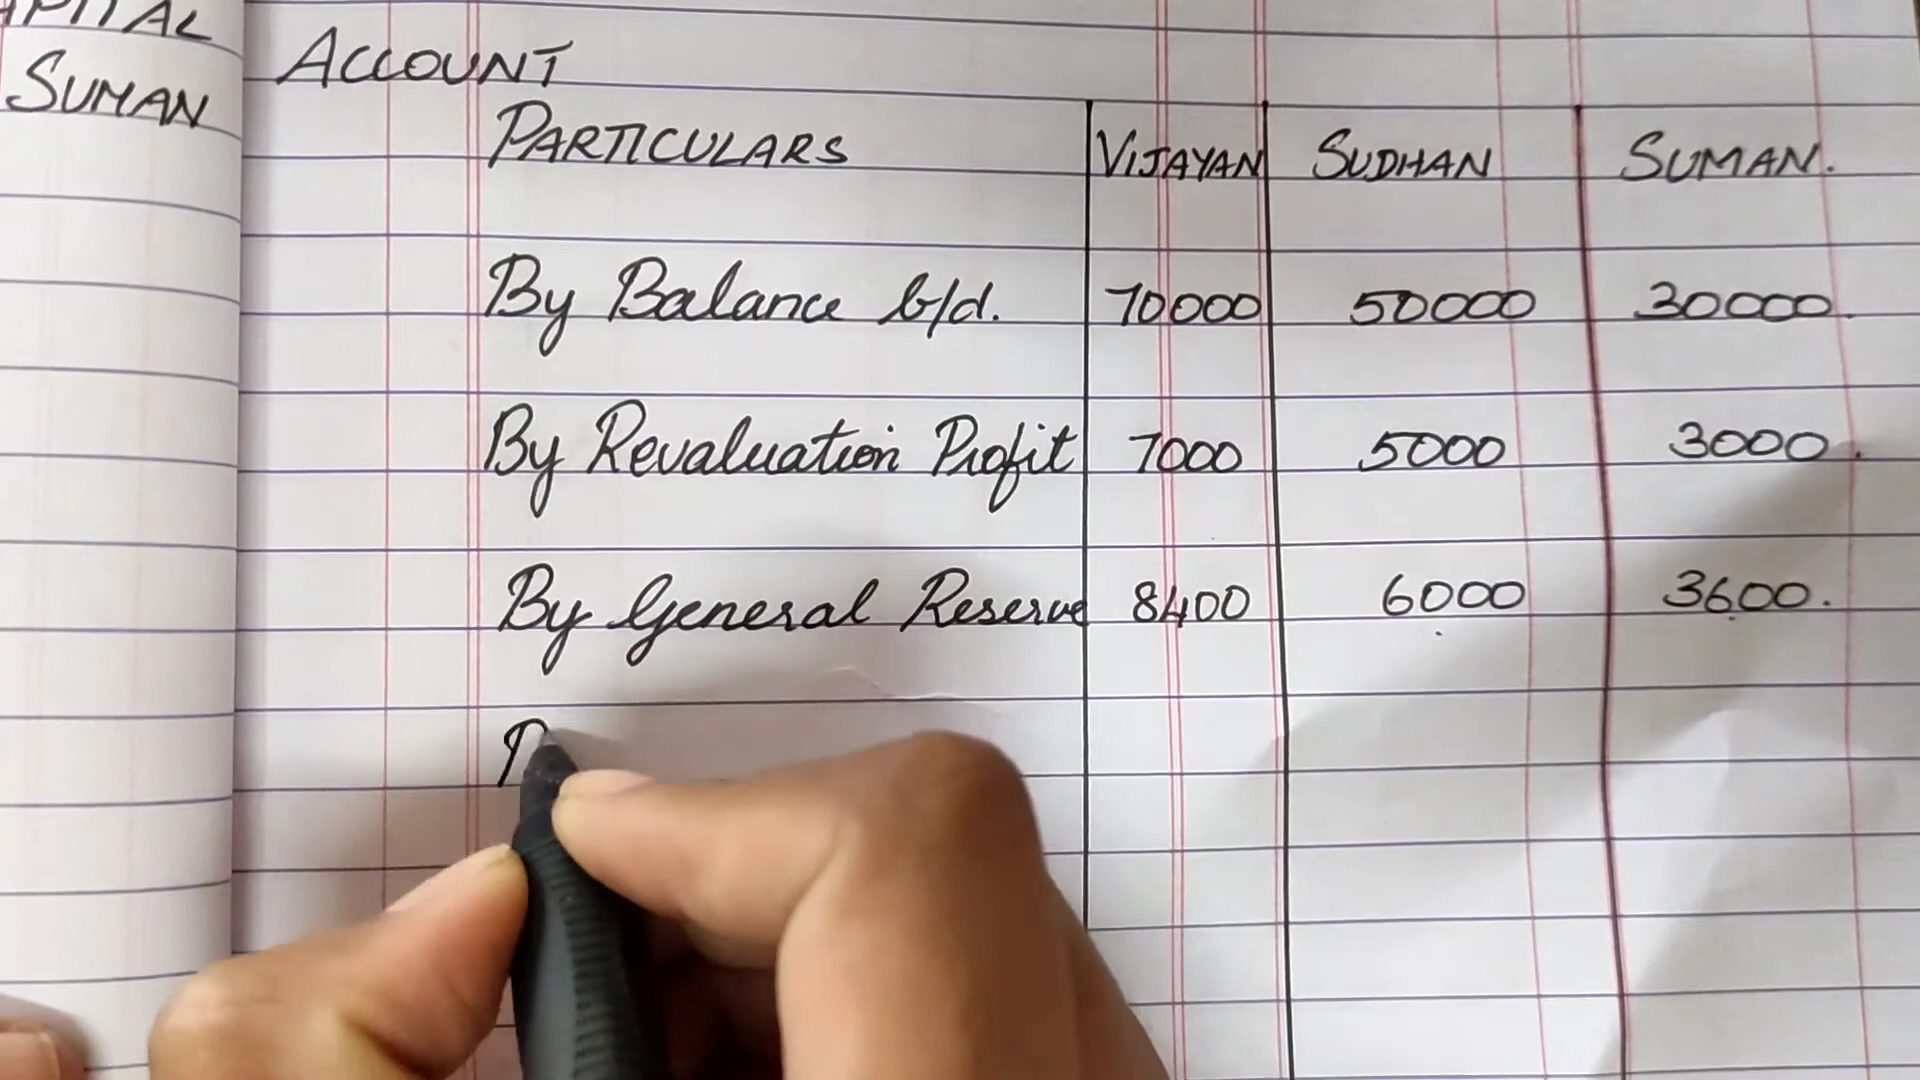 SUMAN
ACCOUNT
PARTICULARS VIJAYAN SUDHAN SUMAN.
By Balance b/d. 70000 50000 30000.
By Revaluation Profit 7000 5000 3000.
By General Reserve 8400 6000 3600.